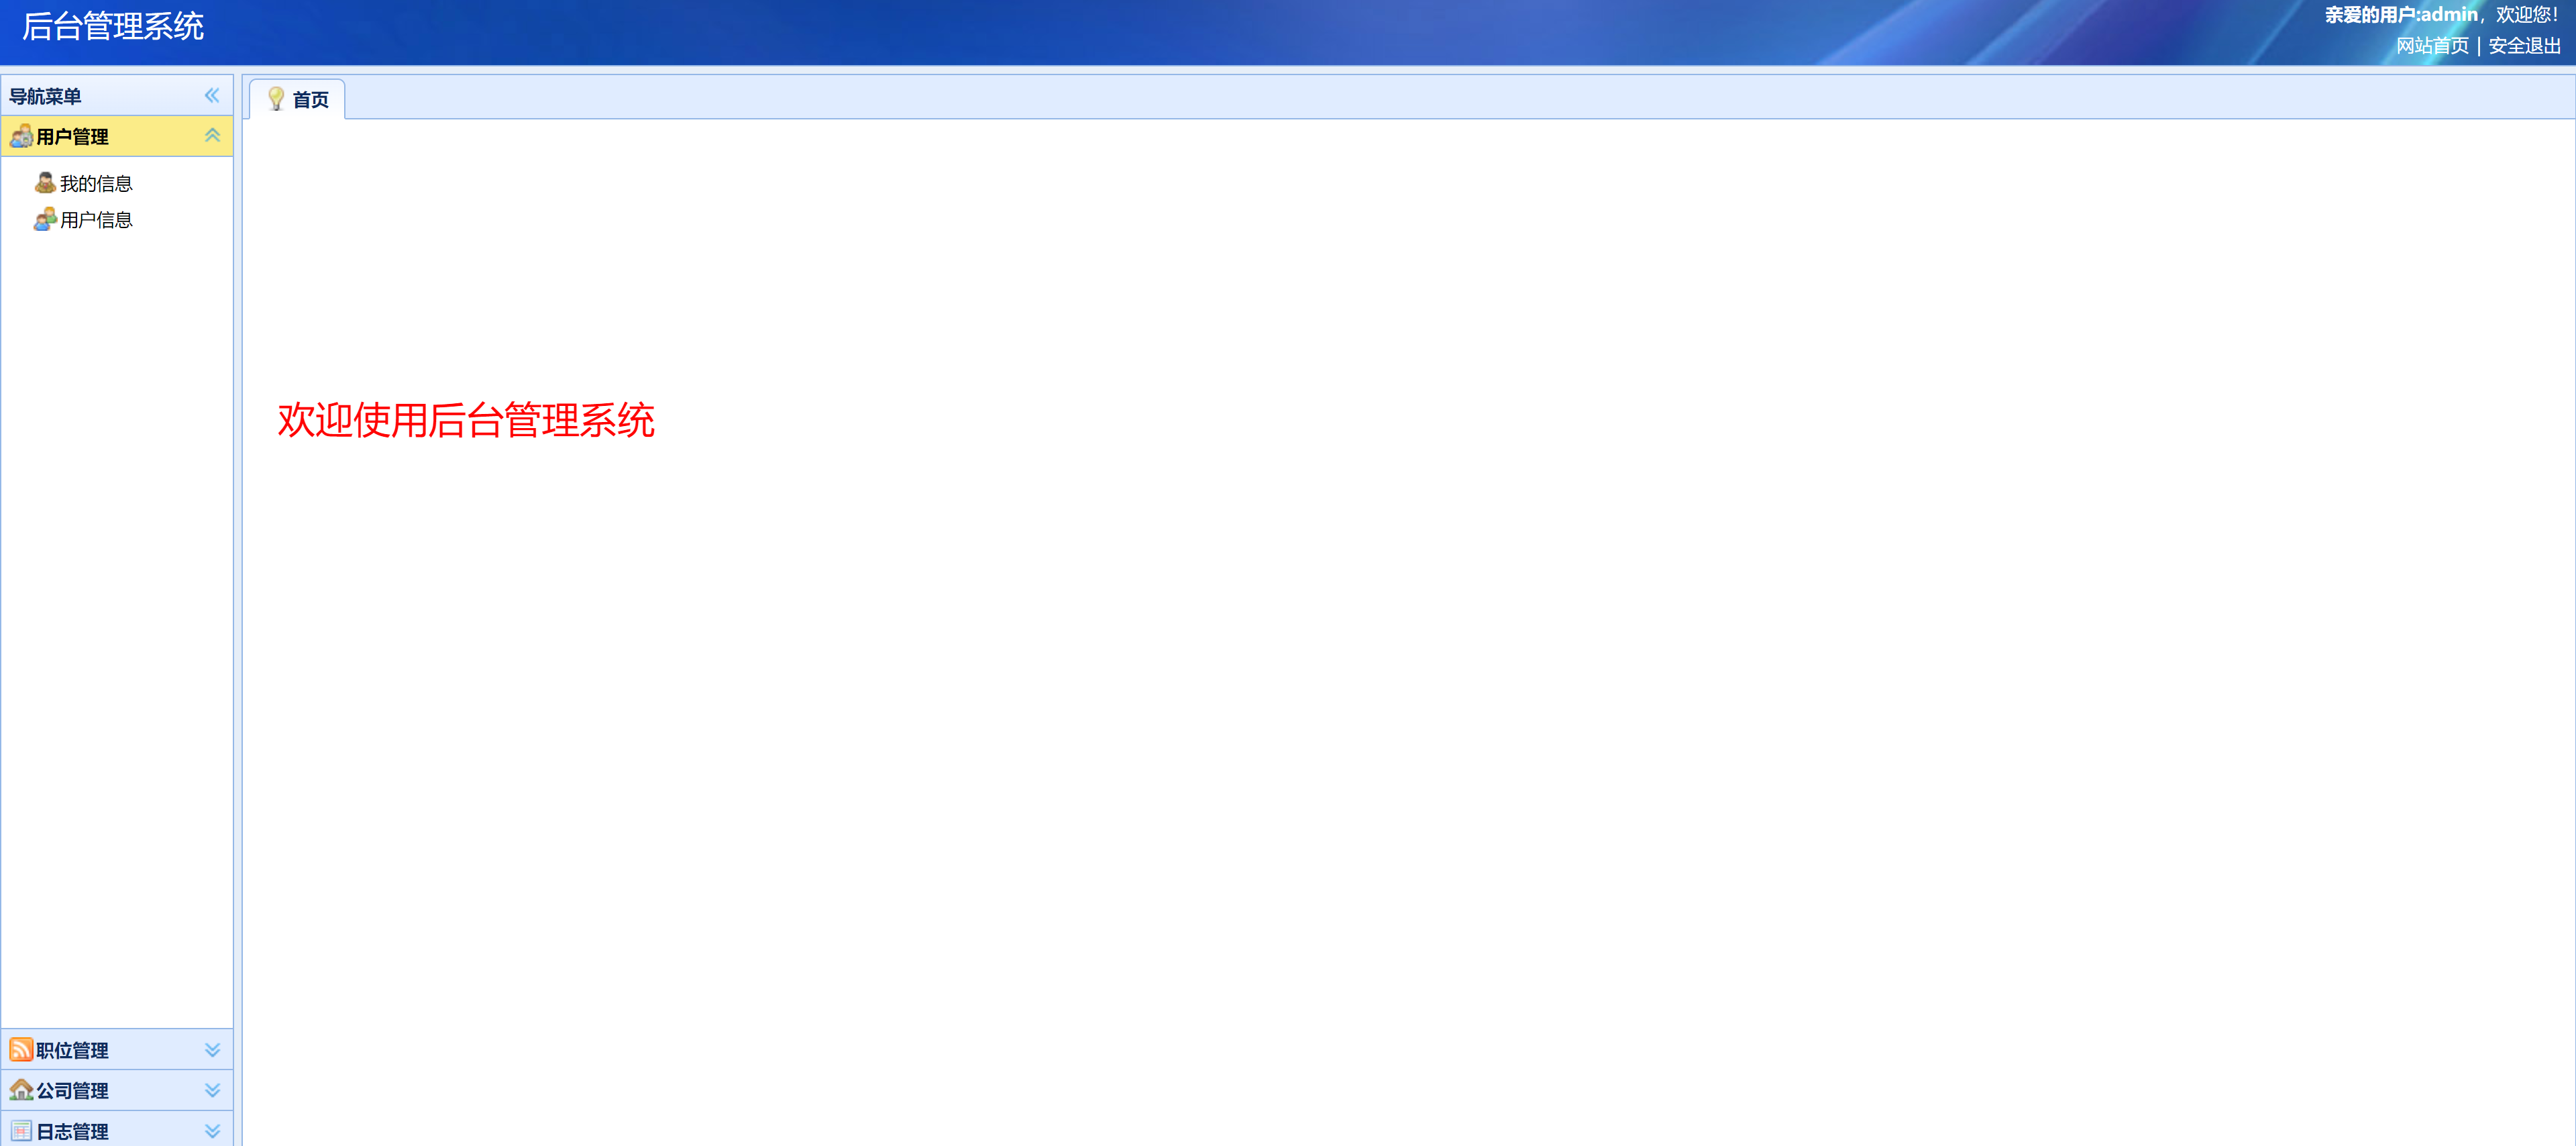 后台管理系统
亲爱的用户:admin，欢迎您！
网站首页 | 安全退出
导航菜单
用户管理
我的信息
用户信息
职位管理
公司管理
日志管理
首页
欢迎使用后台管理系统